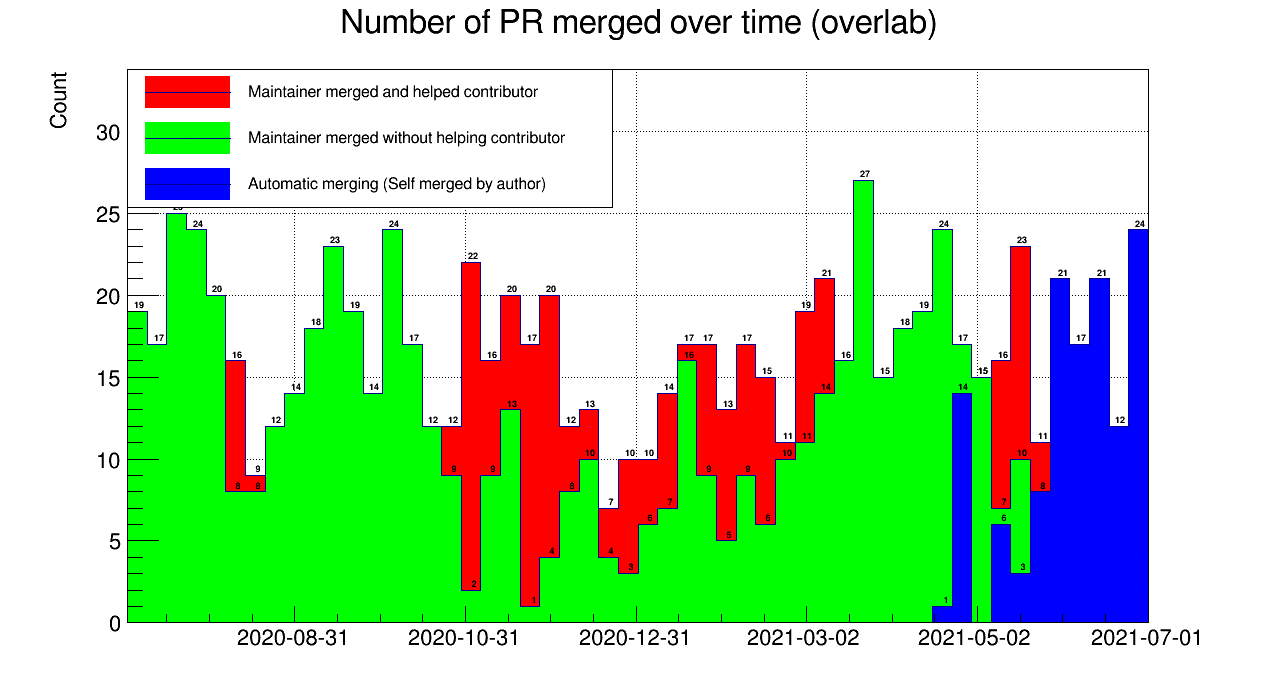 Number of PR merged over time (overlab)
Count
Maintainer merged and helped contributor
Maintainer merged without helping contributor
Automatic merging (Self merged by author)
30
25
20
15
10
5
0
19 17 25 24 20 16 9 12 14 18 23 19 14 24 17 12 12 22 16 20 17 20 12 13 7 10 10 14 17 17 13 17 15 11 19 21 16 27 15 18 19 24 17 15 16 23 11 21 17 21 12 24
8 8 9 2 9 13 1 4 8 10 4 3 6 7 16 9 5 9 6 10 11 14 7 10 8
1 14 6 3
2020-08-31 2020-10-31 2020-12-31 2021-03-02 2021-05-02 2021-07-01